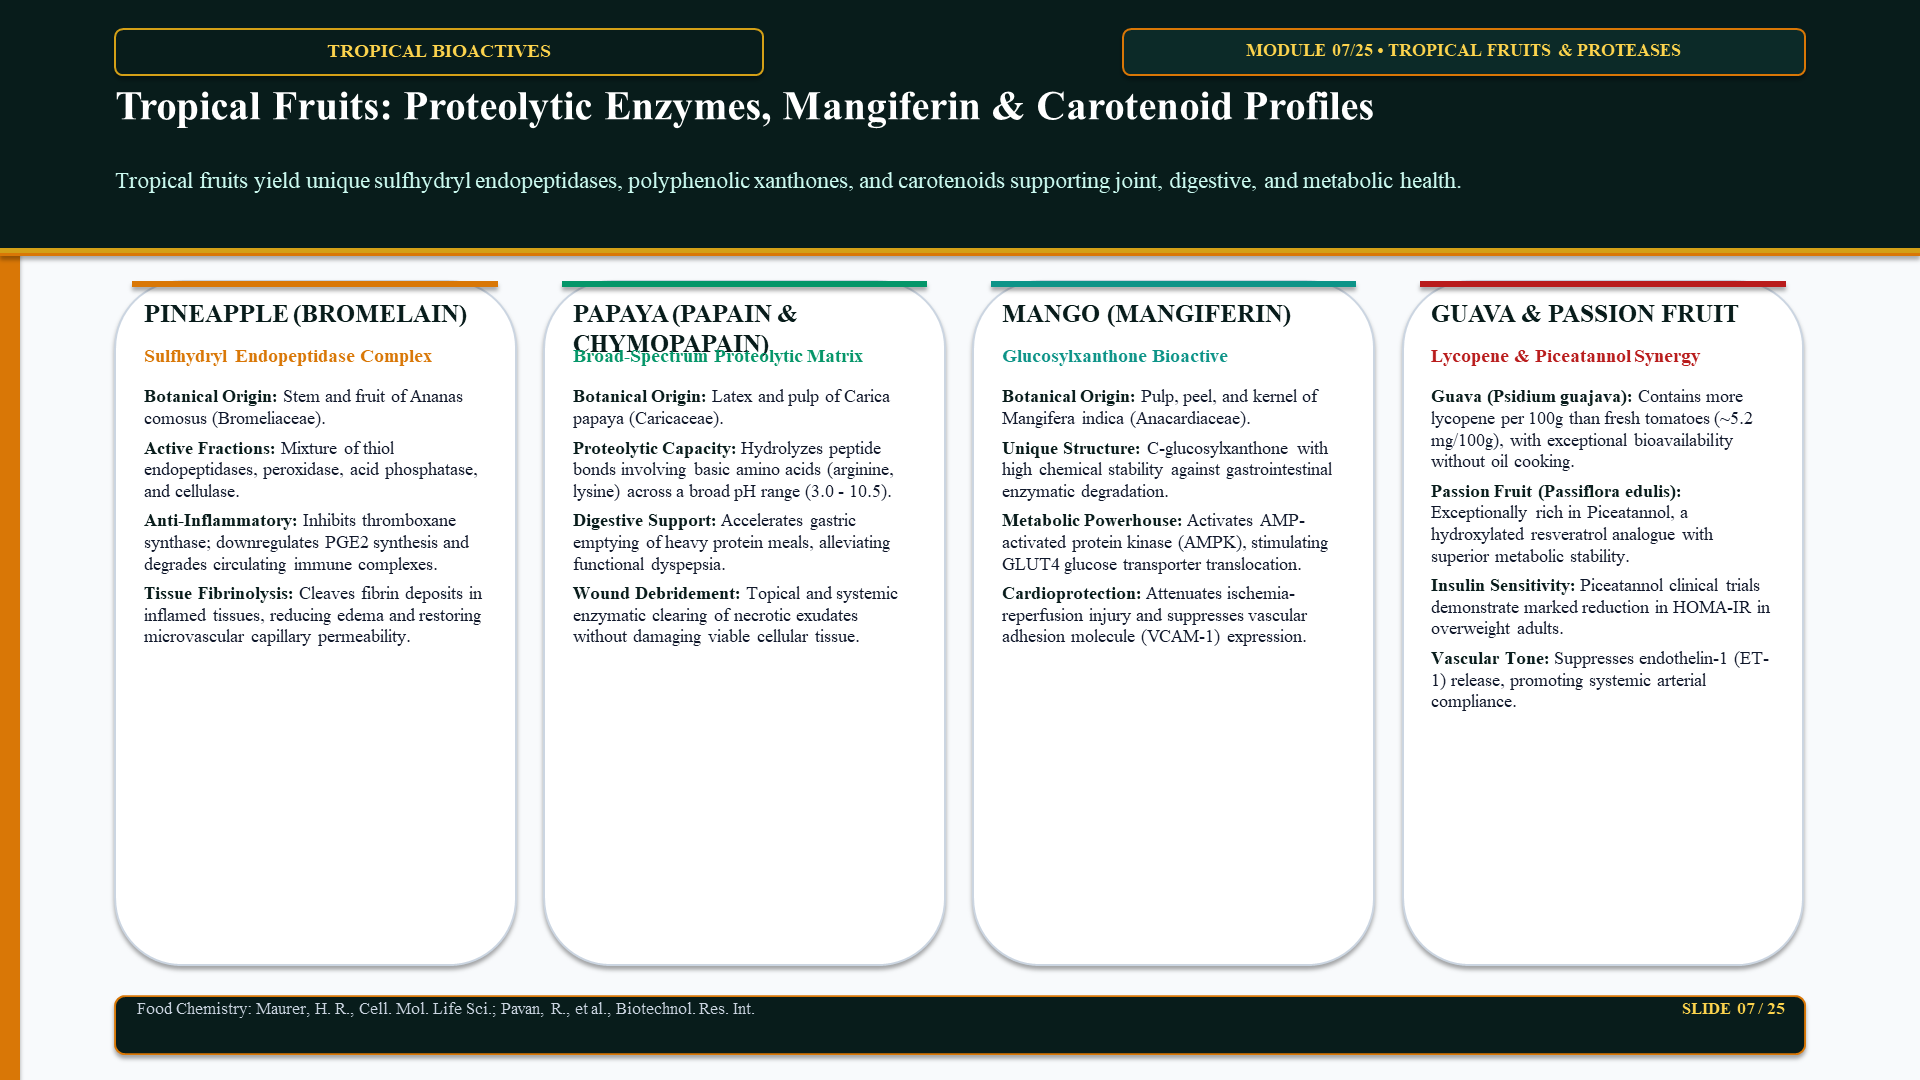 TROPICAL BIOACTIVES
MODULE 07/25 • TROPICAL FRUITS & PROTEASES
Tropical Fruits: Proteolytic Enzymes, Mangiferin & Carotenoid Profiles
Tropical fruits yield unique sulfhydryl endopeptidases, polyphenolic xanthones, and carotenoids supporting joint, digestive, and metabolic health.
PINEAPPLE (BROMELAIN)
Sulfhydryl Endopeptidase Complex
Botanical Origin: Stem and fruit of Ananas
comosus (Bromeliaceae).
Active Fractions: Mixture of thiol
endopeptidases, peroxidase, acid phosphatase,
and cellulase.
Anti-Inflammatory: Inhibits thromboxane
synthase; downregulates PGE2 synthesis and
degrades circulating immune complexes.
Tissue Fibrinolysis: Cleaves fibrin deposits in
inflamed tissues, reducing edema and restoring
microvascular capillary permeability.
PAPAYA (PAPAIN &
CHYMOPAPAIN)
Broad-Spectrum Proteolytic Matrix
Botanical Origin: Latex and pulp of Carica
papaya (Caricaceae).
Proteolytic Capacity: Hydrolyzes peptide
bonds involving basic amino acids (arginine,
lysine) across a broad pH range (3.0 - 10.5).
Digestive Support: Accelerates gastric
emptying of heavy protein meals, alleviating
functional dyspepsia.
Wound Debridement: Topical and systemic
enzymatic clearing of necrotic exudates
without damaging viable cellular tissue.
MANGO (MANGIFERIN)
Glucosylxanthone Bioactive
Botanical Origin: Pulp, peel, and kernel of
Mangifera indica (Anacardiaceae).
Unique Structure: C-glucosylxanthone with
high chemical stability against gastrointestinal
enzymatic degradation.
Metabolic Powerhouse: Activates AMP-
activated protein kinase (AMPK), stimulating
GLUT4 glucose transporter translocation.
Cardioprotection: Attenuates ischemia-
reperfusion injury and suppresses vascular
adhesion molecule (VCAM-1) expression.
GUAVA & PASSION FRUIT
Lycopene & Piceatannol Synergy
Guava (Psidium guajava): Contains more
lycopene per 100g than fresh tomatoes (~5.2
mg/100g), with exceptional bioavailability
without oil cooking.
Passion Fruit (Passiflora edulis):
Exceptionally rich in Piceatannol, a
hydroxylated resveratrol analogue with
superior metabolic stability.
Insulin Sensitivity: Piceatannol clinical trials
demonstrate marked reduction in HOMA-IR in
overweight adults.
Vascular Tone: Suppresses endothelin-1 (ET-
1) release, promoting systemic arterial
compliance.
Food Chemistry: Maurer, H. R., Cell. Mol. Life Sci.; Pavan, R., et al., Biotechnol. Res. Int.
SLIDE 07 / 25